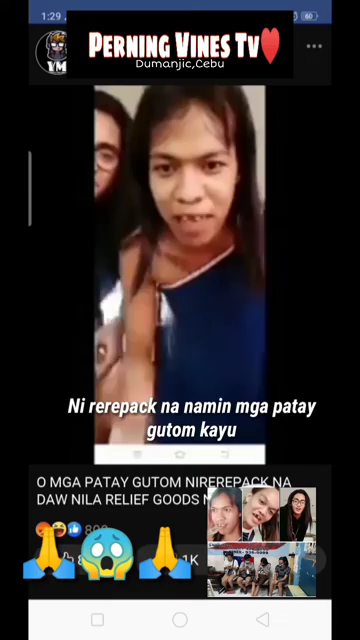 1:29
60
PERNING VINES TV
Dumanjic,Cebu
YM
Ni rerepack na namin mga patay
gutom kayu
O MGA PATAY GUTOM NIREREPACK NA
DAW NILA RELIEF GOODS N